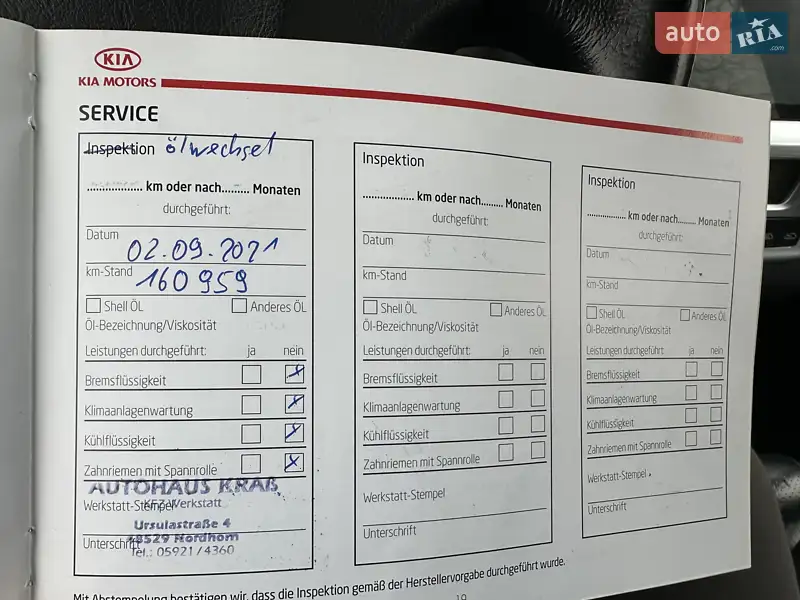 auto RIA .com
KIA
KIA MOTORS
SERVICE
Inspektion ölwechsel
................. km oder nach.......... Monaten
durchgeführt:
Datum 02.09.2021
km-Stand 160959
Shell ÖL Anderes ÖL
Öl-Bezeichnung/Viskosität
Leistungen durchgeführt: ja nein
Bremsflüssigkeit
Klimaanlagenwartung
Kühlflüssigkeit
Zahnriemen mit Spannrolle
AUTOHAUS KRAß
Werkstatt-Stempel
KFZ-Werkstatt
Ursulastraße 4
48529 Nordhorn
Unterschrift
Tel.: 05921/4360
Inspektion
................. km oder nach.......... Monaten
durchgeführt:
Datum
km-Stand
Shell ÖL Anderes ÖL
Öl-Bezeichnung/Viskosität
Leistungen durchgeführt: ja nein
Bremsflüssigkeit
Klimaanlagenwartung
Kühlflüssigkeit
Zahnriemen mit Spannrolle
Werkstatt-Stempel
Unterschrift
Inspektion
................. km oder nach.......... Monaten
durchgeführt:
Datum
km-Stand
Shell ÖL Anderes ÖL
Öl-Bezeichnung/Viskosität
Leistungen durchgeführt: ja nein
Bremsflüssigkeit
Klimaanlagenwartung
Kühlflüssigkeit
Zahnriemen mit Spannrolle
Werkstatt-Stempel
Unterschrift
Mit Abstempelung bestätigen wir, dass die Inspektion gemäß der Herstellervorgabe durchgeführt wurde.